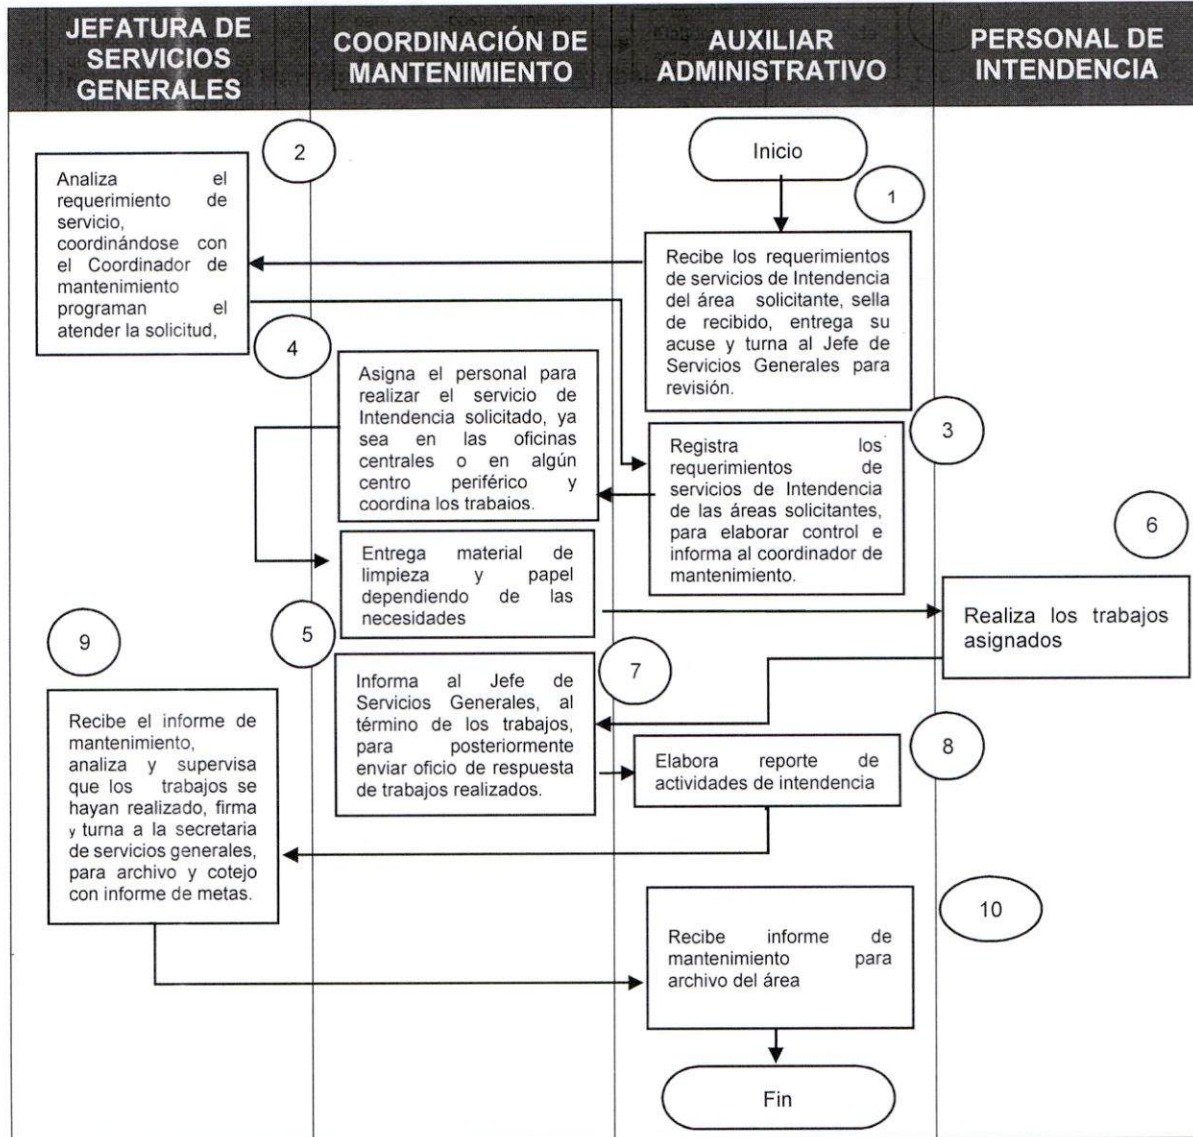 JEFATURA DE
SERVICIOS
GENERALES
COORDINACIÓN DE
MANTENIMIENTO
AUXILIAR
ADMINISTRATIVO
PERSONAL DE
INTENDENCIA
Inicio
1
Recibe los requerimientos
de servicios de Intendencia
del área solicitante, sella
de recibido, entrega su
acuse y turna al Jefe de
Servicios Generales para
revisión.
2
Analiza el
requerimiento de
servicio,
coordinándose con
el Coordinador de
mantenimiento
programan el
atender la solicitud,
3
Registra los
requerimientos de
servicios de Intendencia
de las áreas solicitantes,
para elaborar control e
informa al coordinador de
mantenimiento.
4
Asigna el personal para
realizar el servicio de
Intendencia solicitado, ya
sea en las oficinas
centrales o en algún
centro periférico y
coordina los trabajos.
Entrega material de
limpieza y papel
dependiendo de las
necesidades
5
6
Realiza los trabajos
asignados
7
Informa al Jefe de
Servicios Generales, al
término de los trabajos,
para posteriormente
enviar oficio de respuesta
de trabajos realizados.
8
Elabora reporte de
actividades de intendencia
9
Recibe el informe de
mantenimiento,
analiza y supervisa
que los trabajos se
hayan realizado, firma
y turna a la secretaria
de servicios generales,
para archivo y cotejo
con informe de metas.
10
Recibe informe de
mantenimiento para
archivo del área
Fin